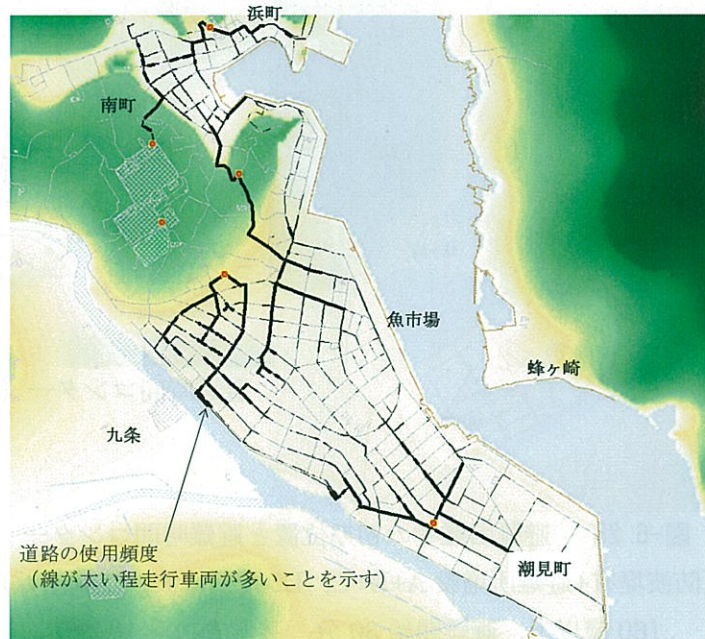 浜町
南町
魚市場
蜂ヶ崎
九条
道路の使用頻度
（線が太い程走行車両が多いことを示す）
潮見町